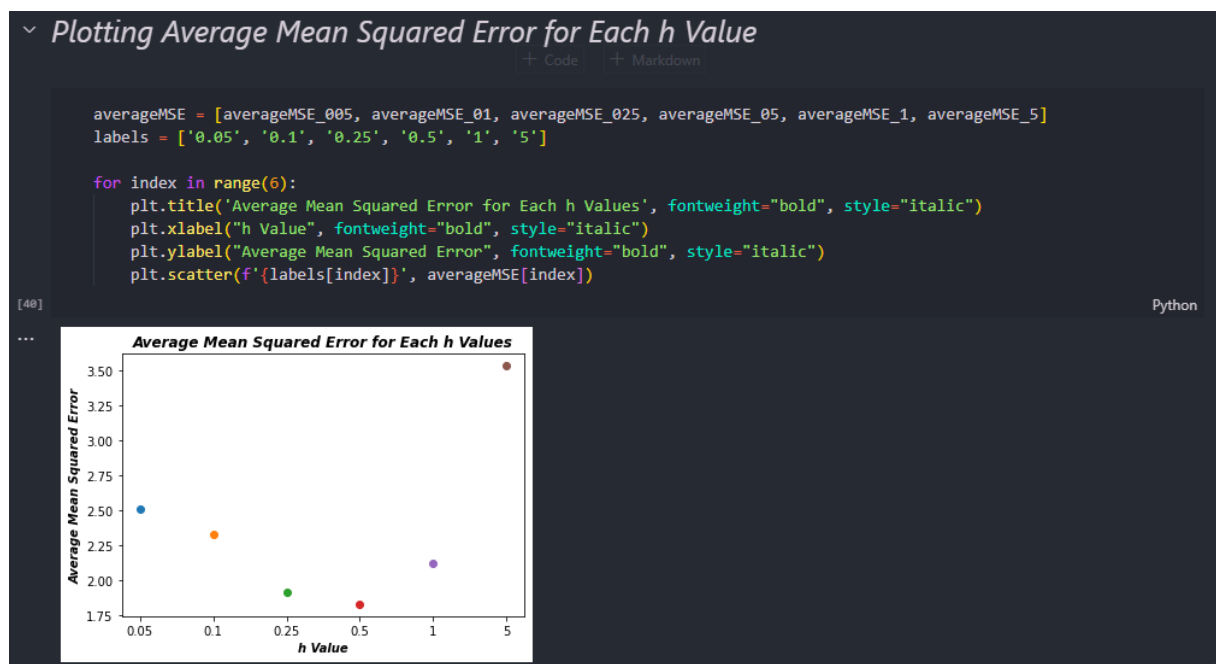 Plotting Average Mean Squared Error for Each h Value
+ Code + Markdown
averageMSE = [averageMSE_005, averageMSE_01, averageMSE_025, averageMSE_05, averageMSE_1, averageMSE_5]
labels = ['0.05', '0.1', '0.25', '0.5', '1', '5']
for index in range(6):
    plt.title('Average Mean Squared Error for Each h Values', fontweight="bold", style="italic")
    plt.xlabel("h Value", fontweight="bold", style="italic")
    plt.ylabel("Average Mean Squared Error", fontweight="bold", style="italic")
    plt.scatter(f'{labels[index]}', averageMSE[index])
[40]
Python
...
Average Mean Squared Error for Each h Values
Average Mean Squared Error
3.50
3.25
3.00
2.75
2.50
2.25
2.00
1.75
0.05 0.1 0.25 0.5 1 5
h Value